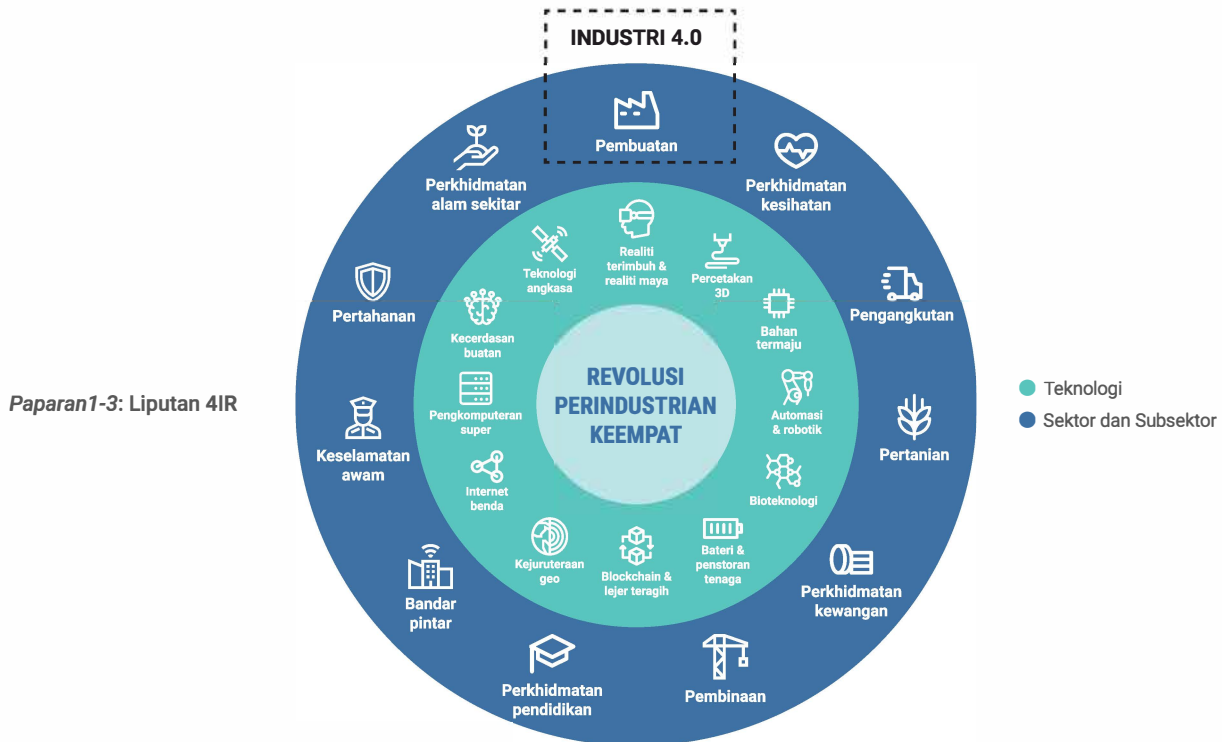 INDUSTRI 4.0
Pembuatan
Perkhidmatan
kesihatan
Pengangkutan
Pertanian
Perkhidmatan
kewangan
Pembinaan
Perkhidmatan
pendidikan
Bandar
pintar
Keselamatan
awam
Pertahanan
Perkhidmatan
alam sekitar
Realiti
terimbuh &
realiti maya
Percetakan
3D
Bahan
termaju
Automasi
& robotik
Bioteknologi
Bateri &
penstoran
tenaga
Blockchain &
lejer teragih
Kejuruteraan
geo
Internet
benda
Pengkomputeran
super
Kecerdasan
buatan
Teknologi
angkasa
REVOLUSI
PERINDUSTRIAN
KEEMPAT
Paparan1-3: Liputan 4IR
Teknologi
Sektor dan Subsektor